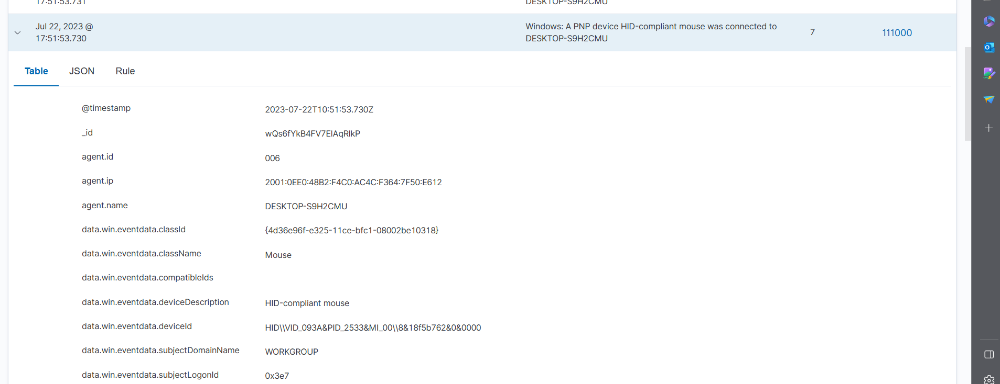 17:51:53.731
DESKTOP-S9H2CMU
Jul 22, 2023 @
17:51:53.730
Windows: A PNP device HID-compliant mouse was connected to
DESKTOP-S9H2CMU
7
111000
Table
JSON
Rule
@timestamp
2023-07-22T10:51:53.730Z
_id
wQs6fYkB4FV7ElAqRlkP
agent.id
006
agent.ip
2001:0EE0:48B2:F4C0:AC4C:F364:7F50:E612
agent.name
DESKTOP-S9H2CMU
data.win.eventdata.classId
{4d36e96f-e325-11ce-bfc1-08002be10318}
data.win.eventdata.className
Mouse
data.win.eventdata.compatibleIds
data.win.eventdata.deviceDescription
HID-compliant mouse
data.win.eventdata.deviceId
HID\\VID_093A&PID_2533&MI_00\\8&18f5b762&0&0000
data.win.eventdata.subjectDomainName
WORKGROUP
data.win.eventdata.subjectLogonId
0x3e7